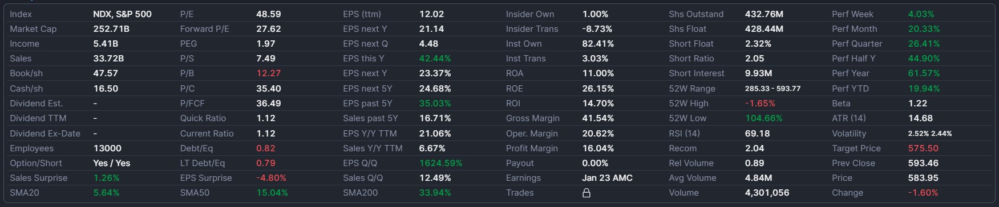 Index NDX, S&P 500 P/E 48.59 EPS (ttm) 12.02 Insider Own 1.00% Shs Outstand 432.76M Perf Week 4.03%
Market Cap 252.71B Forward P/E 27.62 EPS next Y 21.14 Insider Trans -8.73% Shs Float 428.44M Perf Month 20.33%
Income 5.41B PEG 1.97 EPS next Q 4.48 Inst Own 82.41% Short Float 2.32% Perf Quarter 26.41%
Sales 33.72B P/S 7.49 EPS this Y 42.44% Inst Trans 3.03% Short Ratio 2.05 Perf Half Y 44.90%
Book/sh 47.57 P/B 12.27 EPS next Y 23.37% ROA 11.00% Short Interest 9.93M Perf Year 61.57%
Cash/sh 16.50 P/C 35.40 EPS next 5Y 24.68% ROE 26.15% 52W Range 285.33 - 593.77 Perf YTD 19.94%
Dividend Est. - P/FCF 36.49 EPS past 5Y 35.03% ROI 14.70% 52W High -1.65% Beta 1.22
Dividend TTM - Quick Ratio 1.12 Sales past 5Y 16.71% Gross Margin 41.54% 52W Low 104.66% ATR (14) 14.68
Dividend Ex-Date - Current Ratio 1.12 EPS Y/Y TTM 21.06% Oper. Margin 20.62% RSI (14) 69.18 Volatility 2.52% 2.44%
Employees 13000 Debt/Eq 0.82 Sales Y/Y TTM 6.67% Profit Margin 16.04% Recom 2.04 Target Price 575.50
Option/Short Yes / Yes LT Debt/Eq 0.79 EPS Q/Q 1624.59% Payout 0.00% Rel Volume 0.89 Prev Close 593.46
Sales Surprise 1.26% EPS Surprise -4.80% Sales Q/Q 12.49% Earnings Jan 23 AMC Avg Volume 4.84M Price 583.95
SMA20 5.64% SMA50 15.04% SMA200 33.94% Trades Volume 4,301,056 Change -1.60%